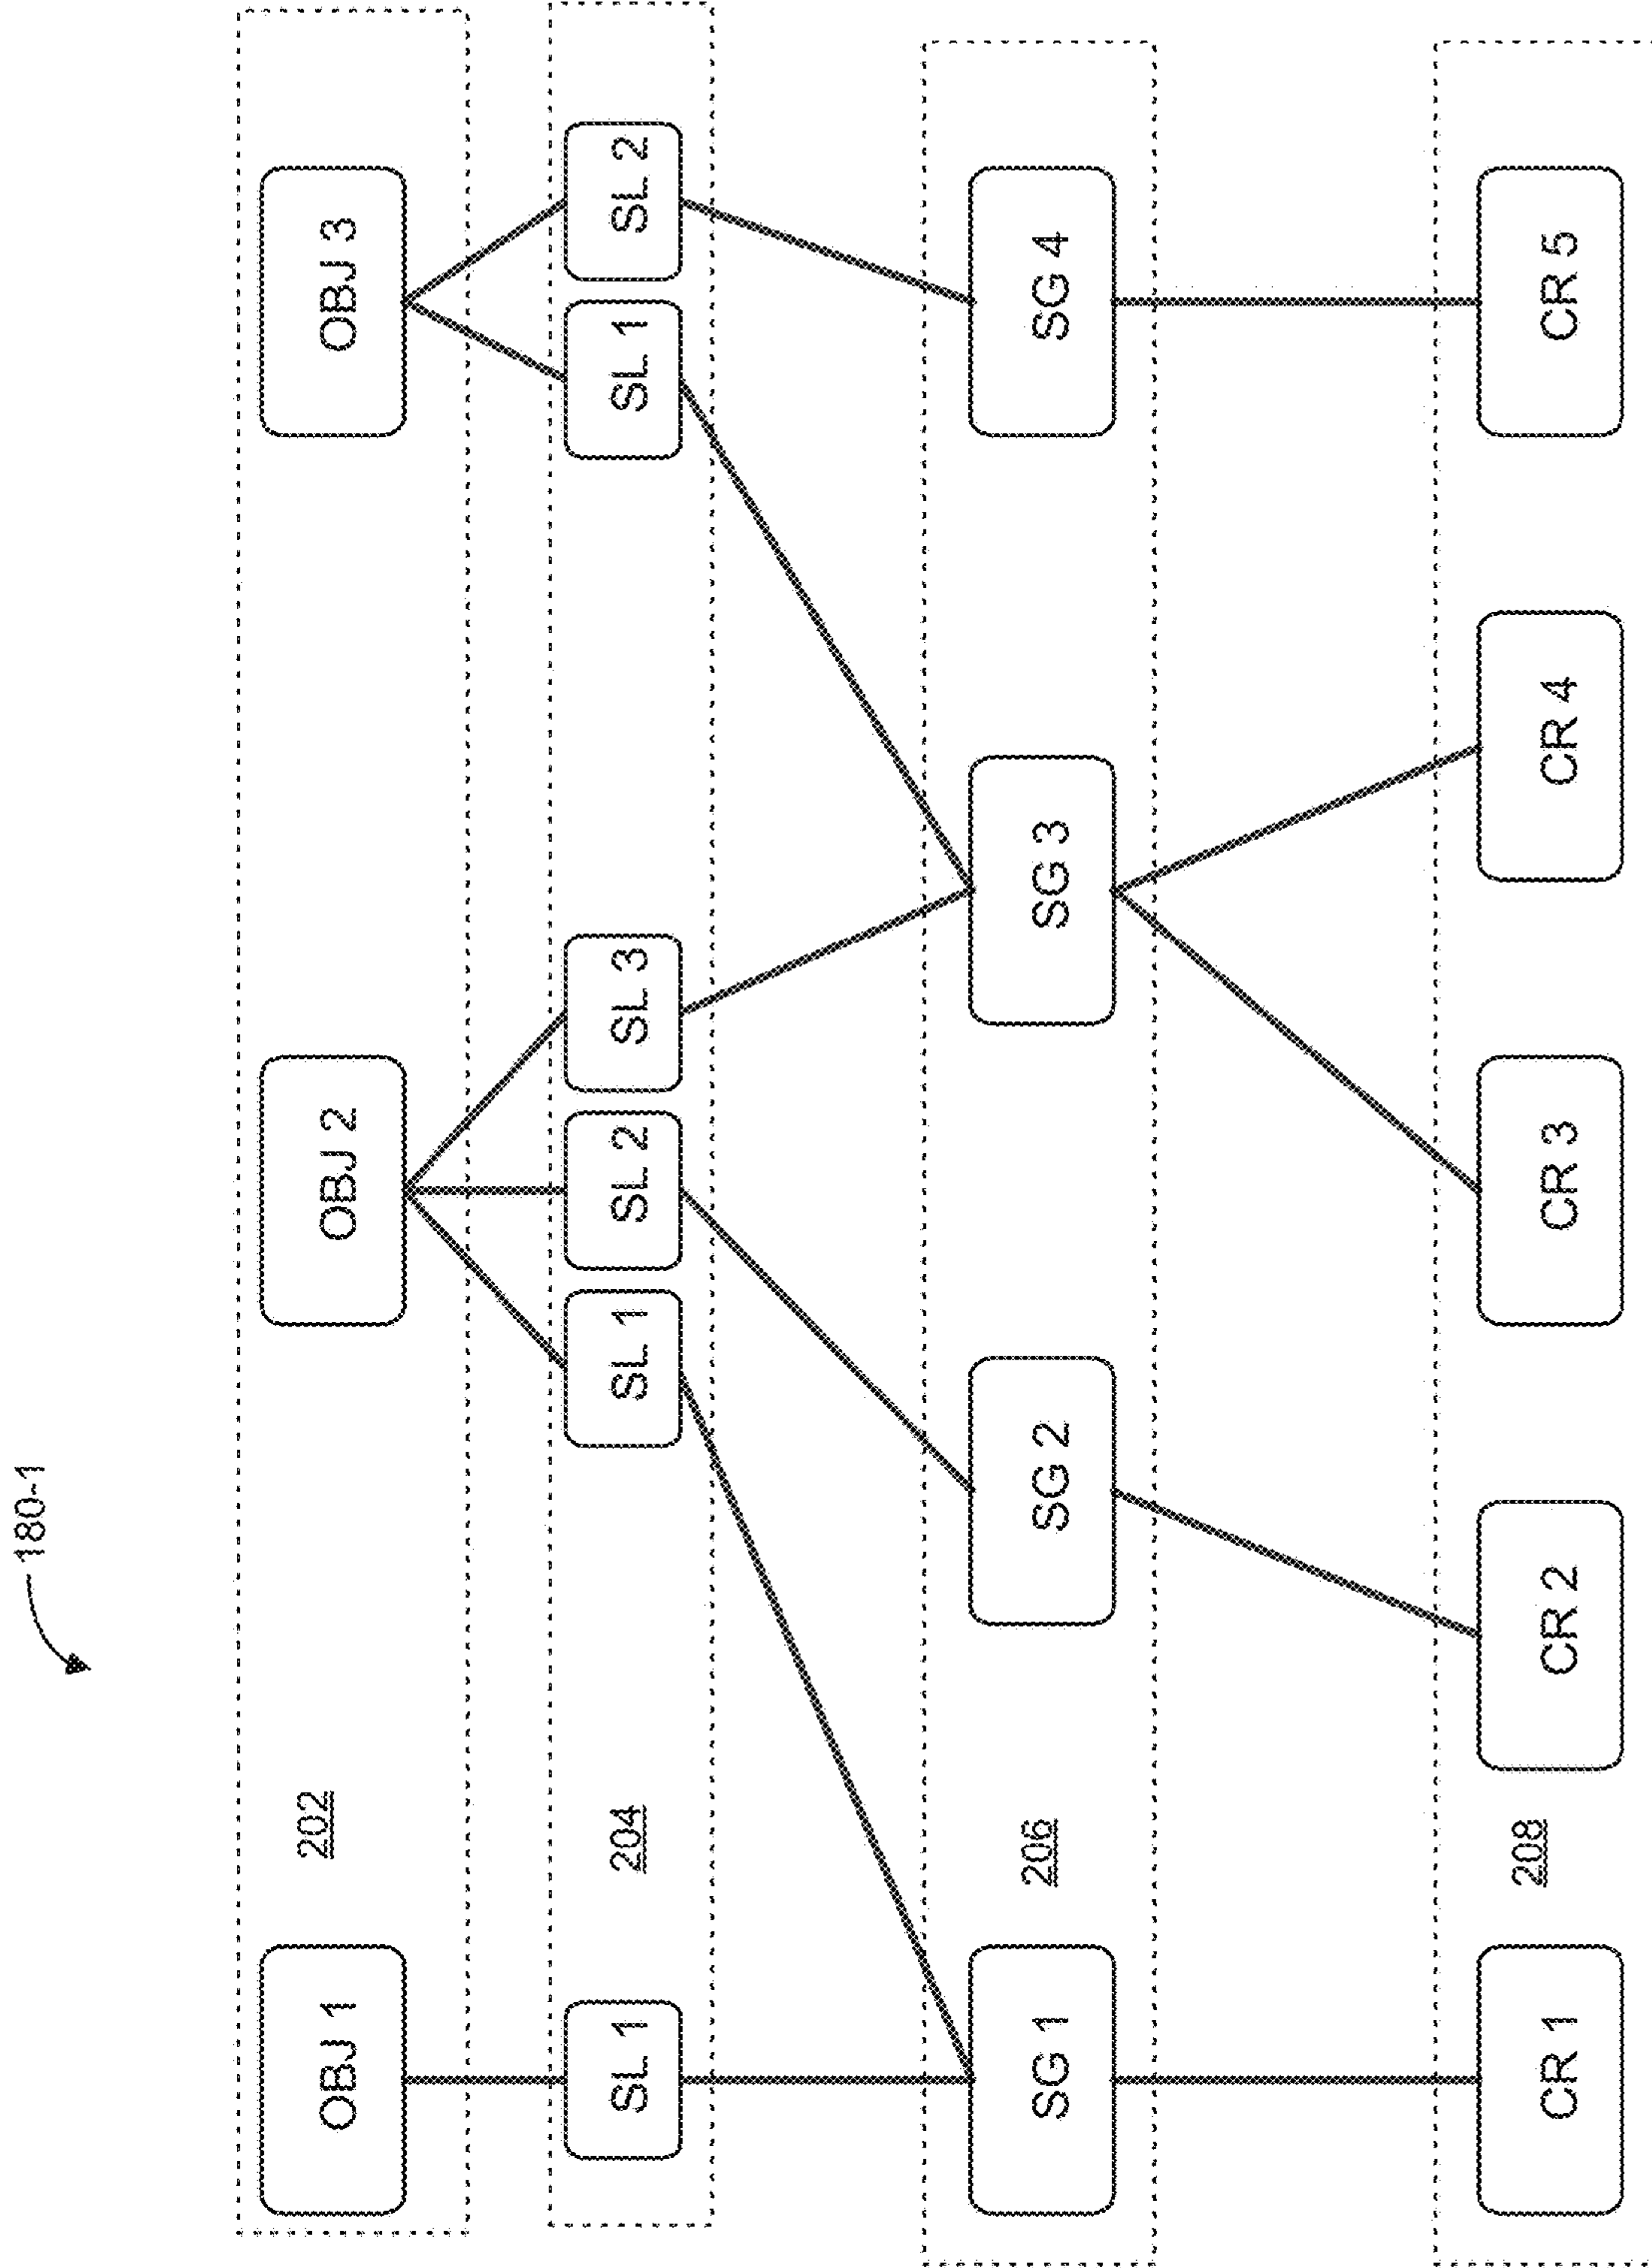 180-1
OBJ 1
202
OBJ 2
OBJ 3
SL 1
204
SL 1
SL 2
SL 3
SL 1
SL 2
SG 1
206
SG 2
SG 3
SG 4
CR 1
208
CR 2
CR 3
CR 4
CR 5